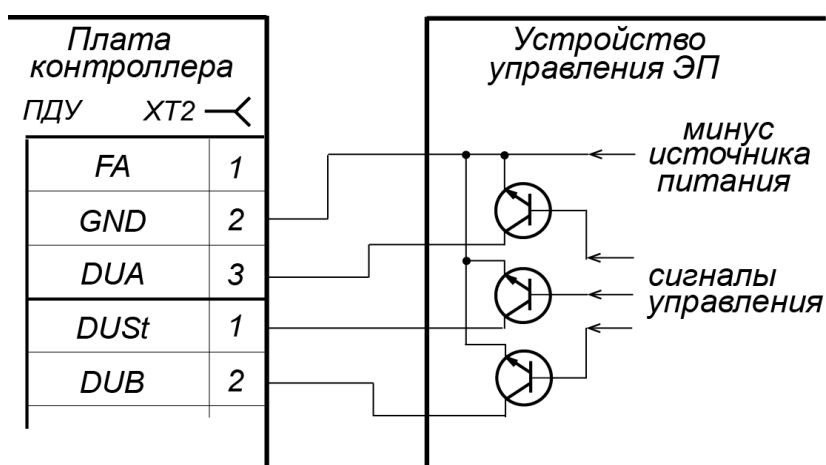 Плата
контроллера
ПДУ XT2
FA 1
GND 2
DUA 3
DUSt 1
DUB 2
Устройство
управления ЭП
минус
источника
питания
сигналы
управления